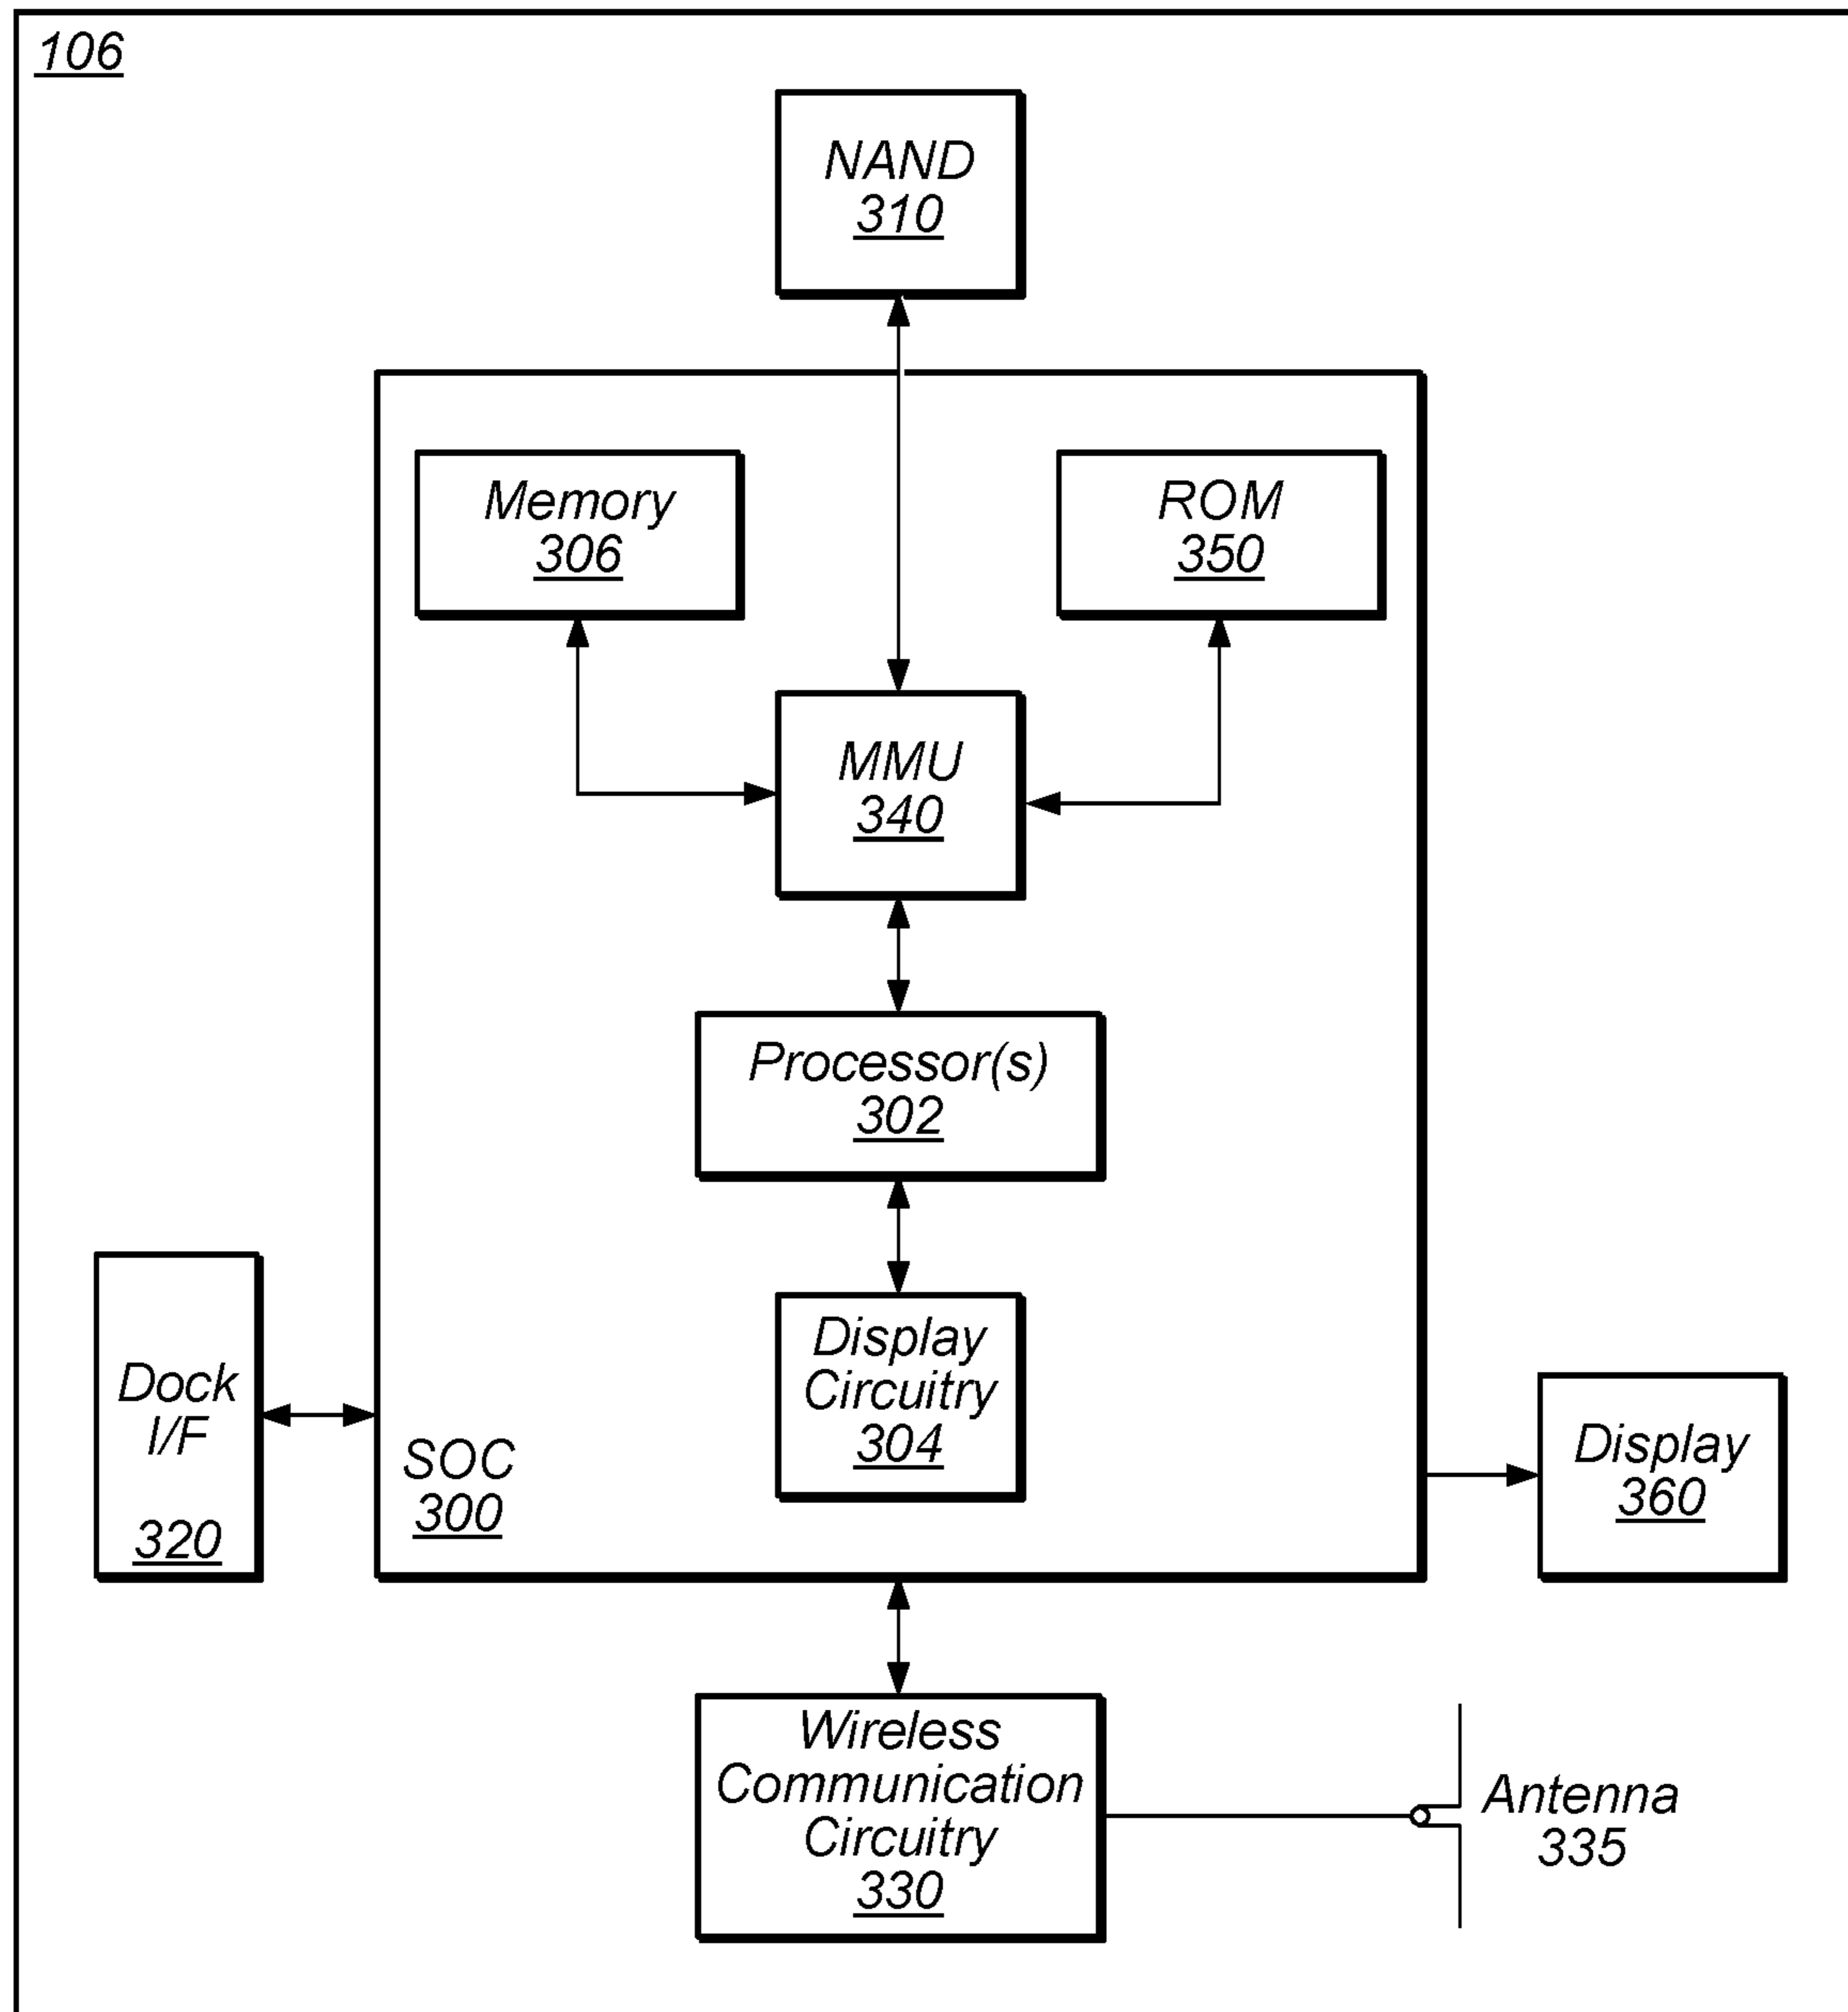 106
NAND
310
Memory
306
ROM
350
MMU
340
Processor(s)
302
Display
Circuitry
304
Dock
I/F
320
SOC
300
Display
360
Wireless
Communication
Circuitry
330
Antenna
335